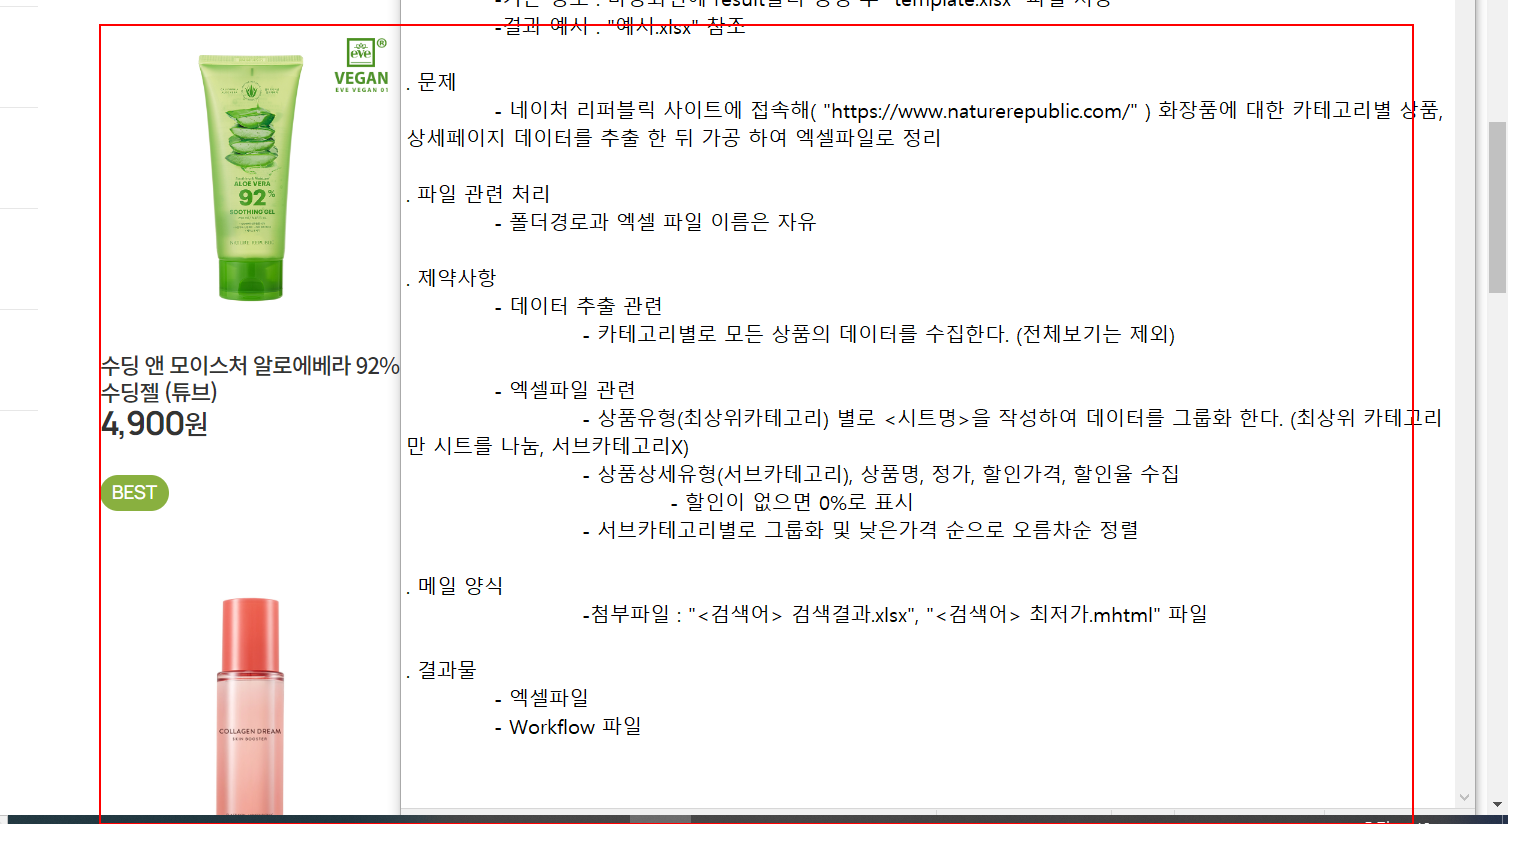 -결과 예시 : "예시.xlsx" 참조
. 문제
- 네이처 리퍼블릭 사이트에 접속해( "https://www.naturerepublic.com/" ) 화장품에 대한 카테고리별 상품,
상세페이지 데이터를 추출 한 뒤 가공 하여 엑셀파일로 정리
. 파일 관련 처리
- 폴더경로과 엑셀 파일 이름은 자유
. 제약사항
- 데이터 추출 관련
- 카테고리별로 모든 상품의 데이터를 수집한다. (전체보기는 제외)
- 엑셀파일 관련
- 상품유형(최상위카테고리) 별로 <시트명>을 작성하여 데이터를 그룹화 한다. (최상위 카테고리
만 시트를 나눔, 서브카테고리X)
- 상품상세유형(서브카테고리), 상품명, 정가, 할인가격, 할인율 수집
- 할인이 없으면 0%로 표시
- 서브카테고리별로 그룹화 및 낮은가격 순으로 오름차순 정렬
. 메일 양식
-첨부파일 : "<검색어> 검색결과.xlsx", "<검색어> 최저가.mhtml" 파일
. 결과물
- 엑셀파일
- Workflow 파일
eve
VEGAN
EVE VEGAN 01
ALOE VERA
92%
SOOTHING GEL
수딩 앤 모이스처 알로에베라 92%
수딩젤 (튜브)
4,900원
BEST
COLLAGEN DREAM
SKIN BOOSTER